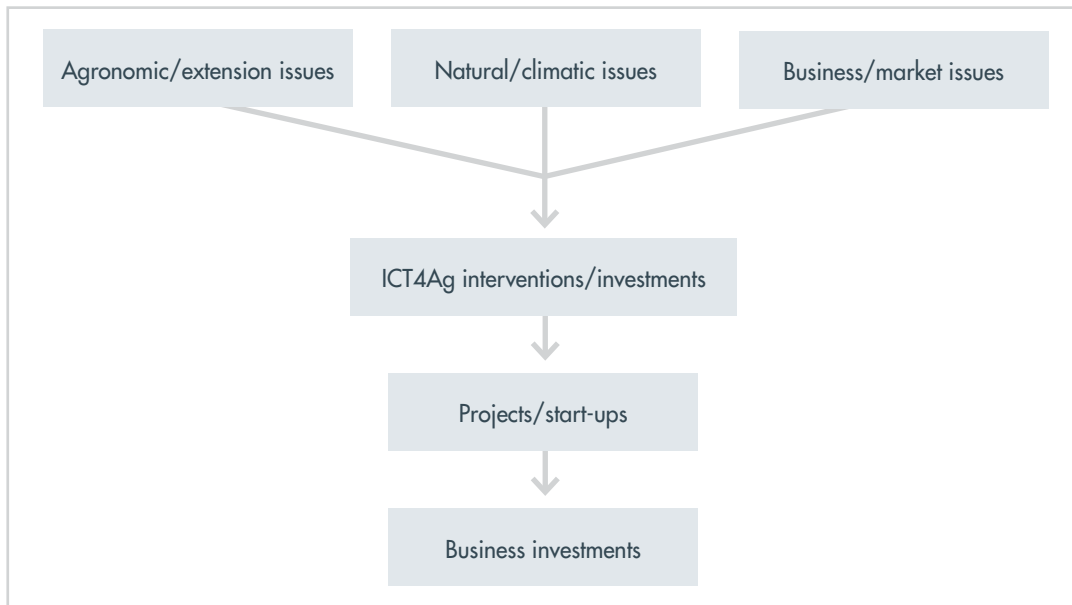 Agronomic/extension issues
Natural/climatic issues
Business/market issues
ICT4Ag interventions/investments
Projects/start-ups
Business investments